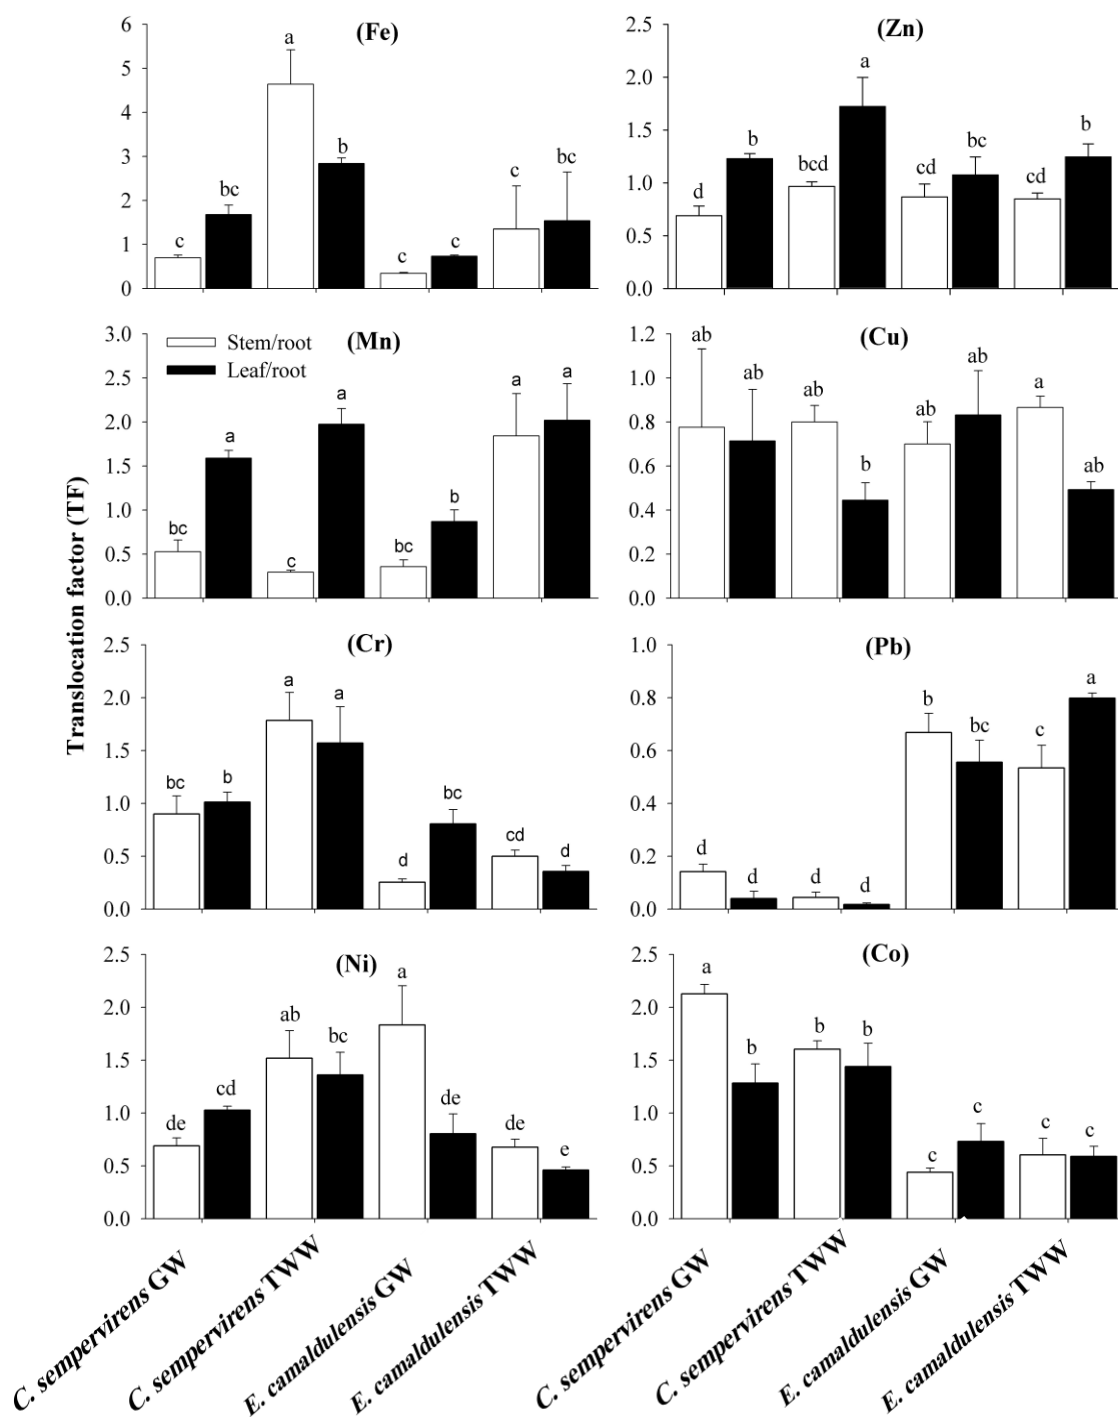 Translocation factor (TF)
(Fe)
6
5
4
3
2
1
0
c
bc
a
b
c
c
c
bc
(Zn)
2.5
2.0
1.5
1.0
0.5
0.0
d
b
bcd
a
cd
bc
cd
b
(Mn)
Stem/root
Leaf/root
3.0
2.5
2.0
1.5
1.0
0.5
0.0
bc
a
c
a
bc
b
a
a
(Cu)
1.2
1.0
0.8
0.6
0.4
0.2
0.0
ab
ab
ab
b
ab
ab
a
ab
(Cr)
2.5
2.0
1.5
1.0
0.5
0.0
bc
b
a
a
d
bc
cd
d
(Pb)
1.0
0.8
0.6
0.4
0.2
0.0
d
d
d
d
b
bc
c
a
(Ni)
2.5
2.0
1.5
1.0
0.5
0.0
de
cd
ab
bc
a
de
de
e
(Co)
2.5
2.0
1.5
1.0
0.5
0.0
a
b
b
b
c
c
c
c
C. sempervirens GW
C. sempervirens TWW
E. camaldulensis GW
E. camaldulensis TWW
C. sempervirens GW
C. sempervirens TWW
E. camaldulensis GW
E. camaldulensis TWW